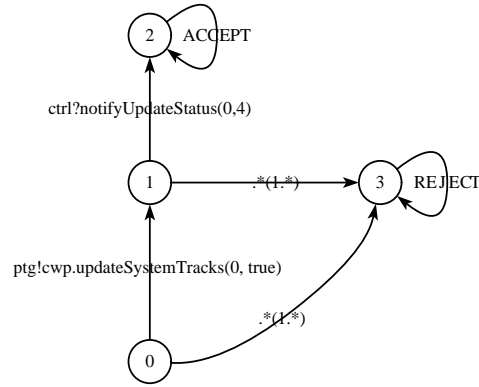 2
ACCEPT
ctrl?notifyUpdateStatus(0,4)
1
.*(1.*)
3
REJECT
ptg!cwp.updateSystemTracks(0, true)
.*(1.*)
0